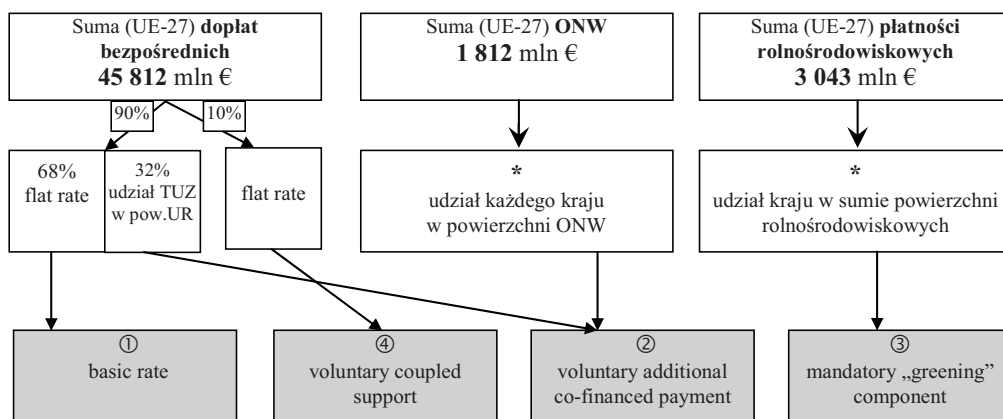 Suma (UE-27) dopłat
bezpośrednich
45 812 mln €
Suma (UE-27) ONW
1 812 mln €
Suma (UE-27) płatności
rolnośrodowiskowych
3 043 mln €
90%
10%
68%
flat rate
32%
udział TUZ
w pow.UR
flat rate
*
udział każdego kraju
w powierzchni ONW
*
udział kraju w sumie powierzchni
rolnośrodowiskowych
①
basic rate
④
voluntary coupled
support
②
voluntary additional
co-financed payment
③
mandatory „greening”
component